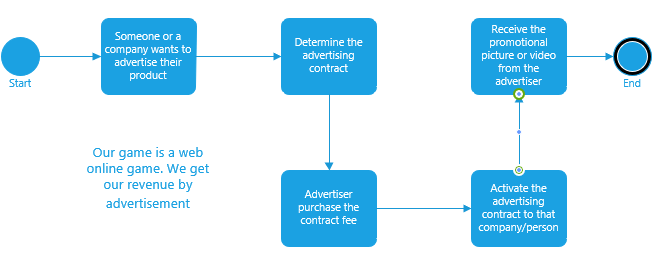 Start
Someone or a
company wants to
advertise their
product
Determine the
advertising
contract
Receive the
promotional
picture or video
from the
advertiser
End
Our game is a web
online game. We get
our revenue by
advertisement
Advertiser
purchase the
contract fee
Activate the
advertising
contract to that
company/person